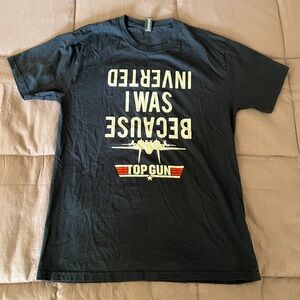 BECAUSE
I WAS
INVERTED
TOP GUN